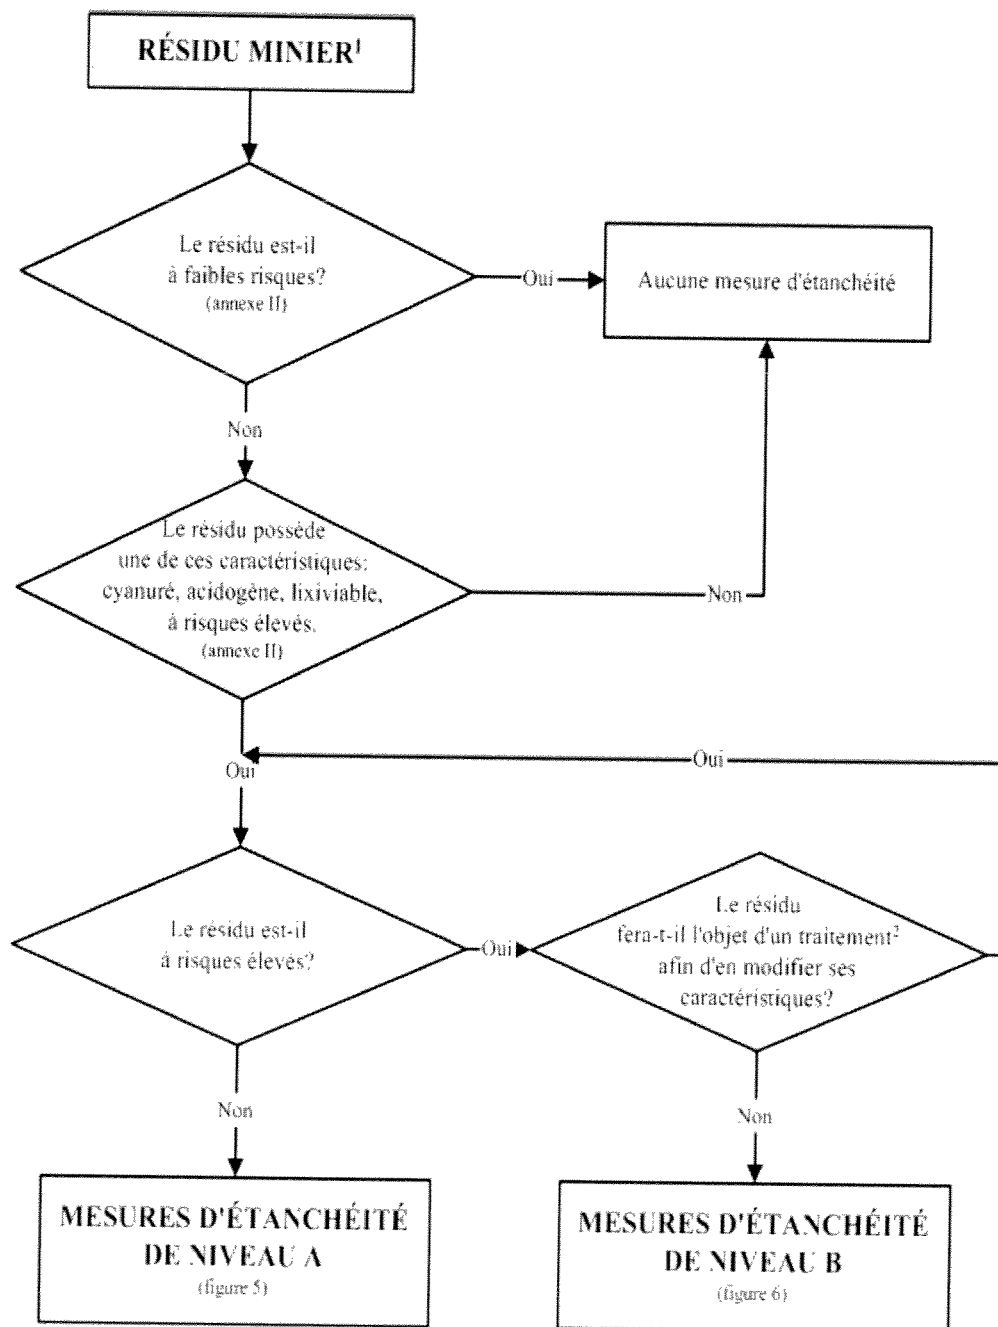 RÉSIDU MINIER¹
Le résidu est-il
à faibles risques?
(annexe II)
Oui
Aucune mesure d'étanchéité
Non
Le résidu possède
une de ces caractéristiques:
cyanuré, acidogène, lixiviable,
à risques élevés.
(annexe II)
Non
Oui
Oui
Le résidu est-il
à risques élevés?
Oui
Le résidu
fera-t-il l'objet d'un traitement²
afin d'en modifier ses
caractéristiques?
Non
Non
MESURES D'ÉTANCHÉITÉ
DE NIVEAU A
(figure 5)
MESURES D'ÉTANCHÉITÉ
DE NIVEAU B
(figure 6)